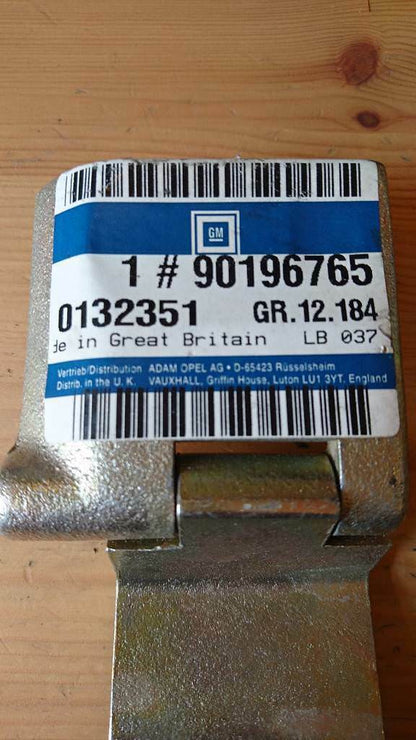 GM
1 # 90196765
0132351 GR.12.184
de in Great Britain LB 037
Vertrieb/Distribution ADAM OPEL AG • D-65423 Rüsselsheim
Distrib. in the U. K. VAUXHALL, Griffin House, Luton LU1 3YT. England